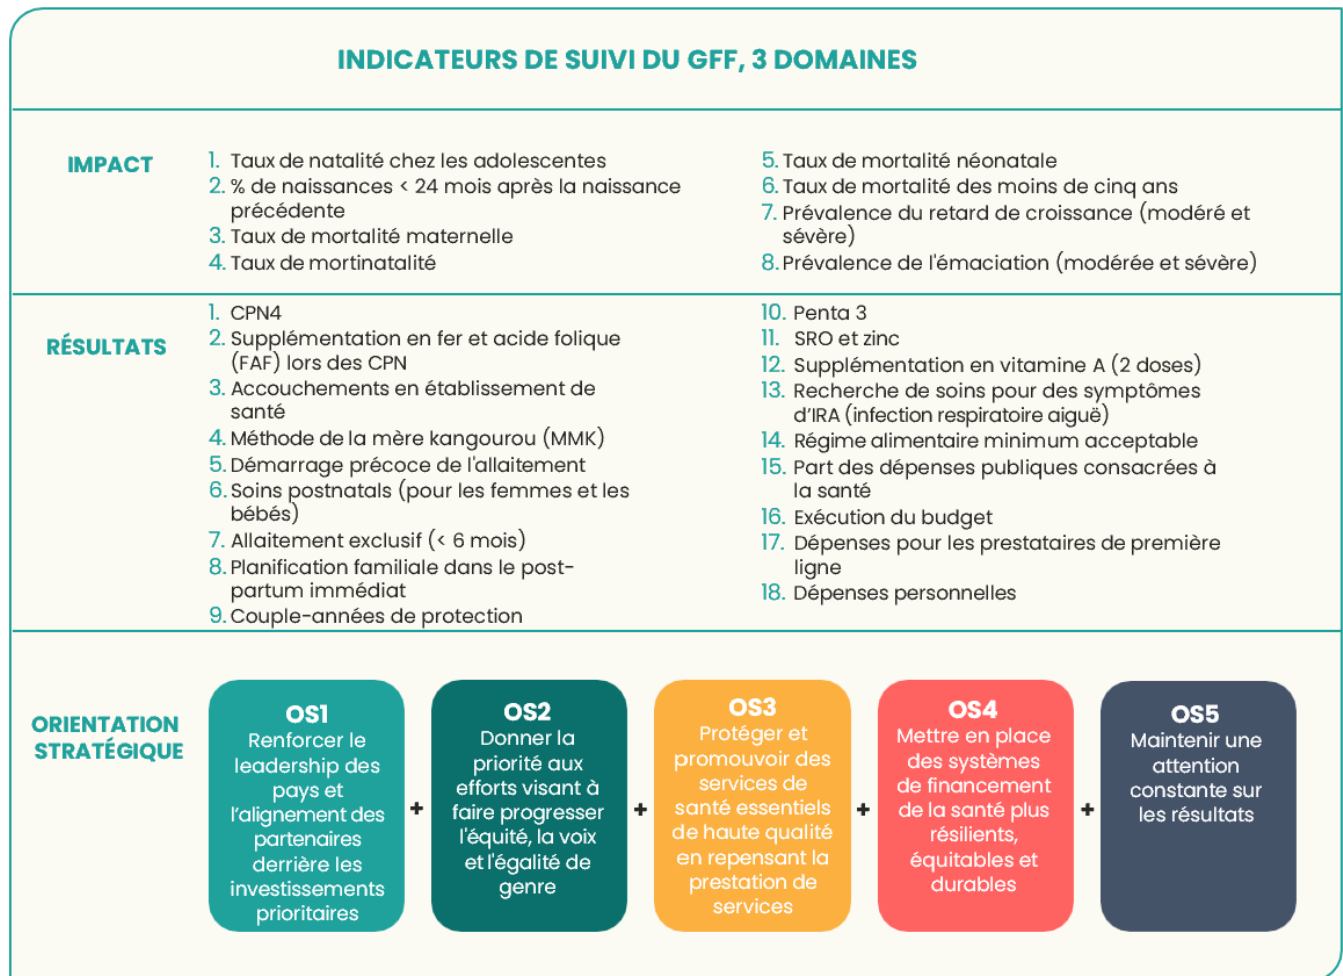 INDICATEURS DE SUIVI DU GFF, 3 DOMAINES
IMPACT
1. Taux de natalité chez les adolescentes
2. % de naissances < 24 mois après la naissance
précédente
3. Taux de mortalité maternelle
4. Taux de mortinatalité
5. Taux de mortalité néonatale
6. Taux de mortalité des moins de cinq ans
7. Prévalence du retard de croissance (modéré et
sévère)
8. Prévalence de l'émaciation (modérée et sévère)
RÉSULTATS
1. CPN4
2. Supplémentation en fer et acide folique
(FAF) lors des CPN
3. Accouchements en établissement de
santé
4. Méthode de la mère kangourou (MMK)
5. Démarrage précoce de l'allaitement
6. Soins postnatals (pour les femmes et les
bébés)
7. Allaitement exclusif (< 6 mois)
8. Planification familiale dans le post-
partum immédiat
9. Couple-années de protection
10. Penta 3
11. SRO et zinc
12. Supplémentation en vitamine A (2 doses)
13. Recherche de soins pour des symptômes
d’IRA (infection respiratoire aiguë)
14. Régime alimentaire minimum acceptable
15. Part des dépenses publiques consacrées à
la santé
16. Exécution du budget
17. Dépenses pour les prestataires de première
ligne
18. Dépenses personnelles
ORIENTATION
STRATÉGIQUE
OS1
Renforcer le
leadership des
pays et
l’alignement des
partenaires
derrière les
investissements
prioritaires
+
OS2
Donner la
priorité aux
efforts visant à
faire progresser
l'équité, la voix
et l'égalité de
genre
+
OS3
Protéger et
promouvoir des
services de
santé essentiels
de haute qualité
en repensant la
prestation de
services
+
OS4
Mettre en place
des systèmes
de financement
de la santé plus
résilients,
équitables et
durables
+
OS5
Maintenir une
attention
constante sur
les résultats